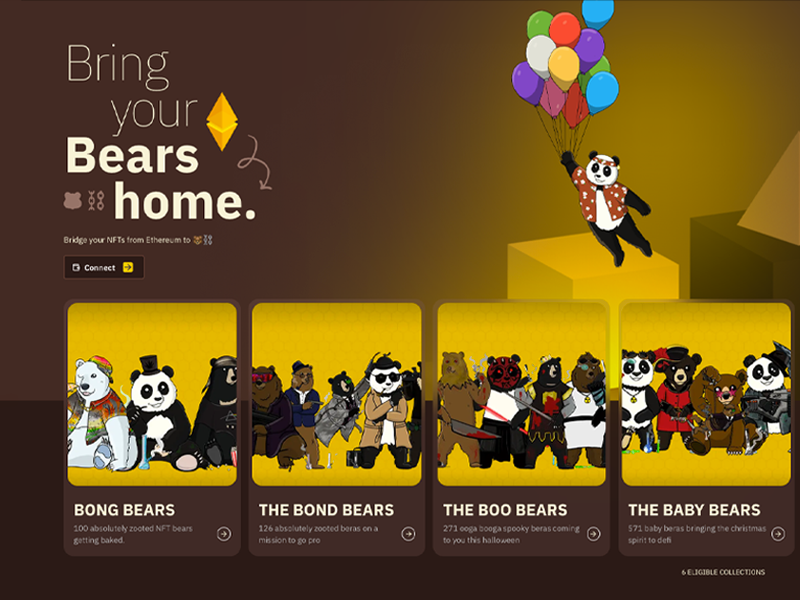 Bring
your
Bears
home.
Bridge your NFTs from Ethereum to
Connect
BONG BEARS
100 absolutely zooted NFT bears
getting baked.
THE BOND BEARS
126 absolutely zooted beras on a
mission to go pro
THE BOO BEARS
271 ooga booga spooky beras coming
to you this halloween
THE BABY BEARS
571 baby beras bringing the christmas
spirit to defi
6 ELIGIBLE COLLECTIONS